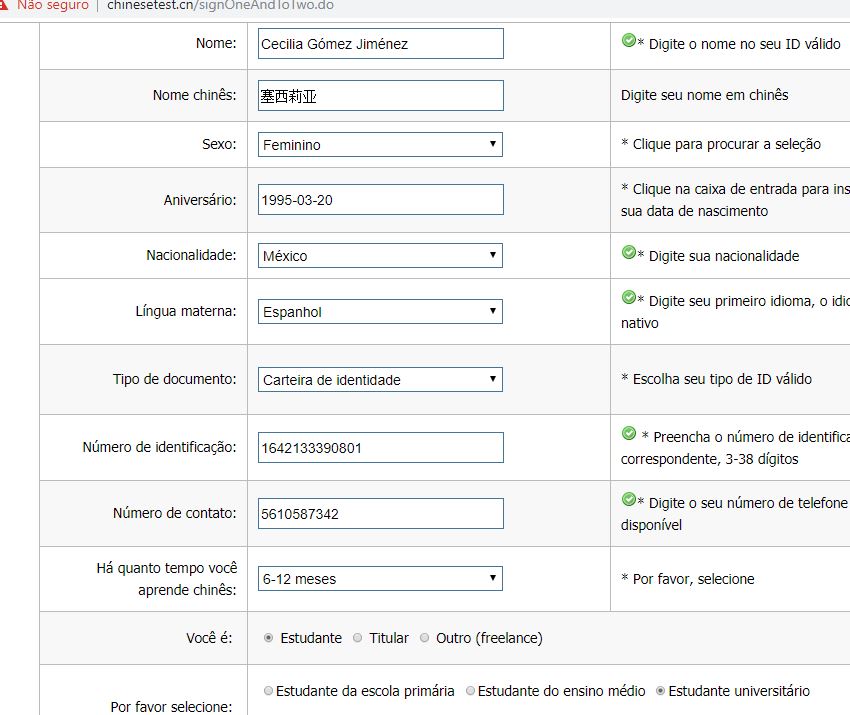 Não seguro | chinesetest.cn/signOneAndToTwo.do
Nome: Cecilia Gómez Jiménez * Digite o nome no seu ID válido
Nome chinês: 塞西莉亚 Digite seu nome em chinês
Sexo: Feminino * Clique para procurar a seleção
Aniversário: 1995-03-20 * Clique na caixa de entrada para ins
sua data de nascimento
Nacionalidade: México * Digite sua nacionalidade
Língua materna: Espanhol * Digite seu primeiro idioma, o idio
nativo
Tipo de documento: Carteira de identidade * Escolha seu tipo de ID válido
Número de identificação: 1642133390801 * Preencha o número de identifica
correspondente, 3-38 dígitos
Número de contato: 5610587342 * Digite o seu número de telefone
disponível
Há quanto tempo você
aprende chinês: 6-12 meses * Por favor, selecione
Você é: Estudante Titular Outro (freelance)
Estudante da escola primária Estudante do ensino médio Estudante universitário
Por favor selecione: